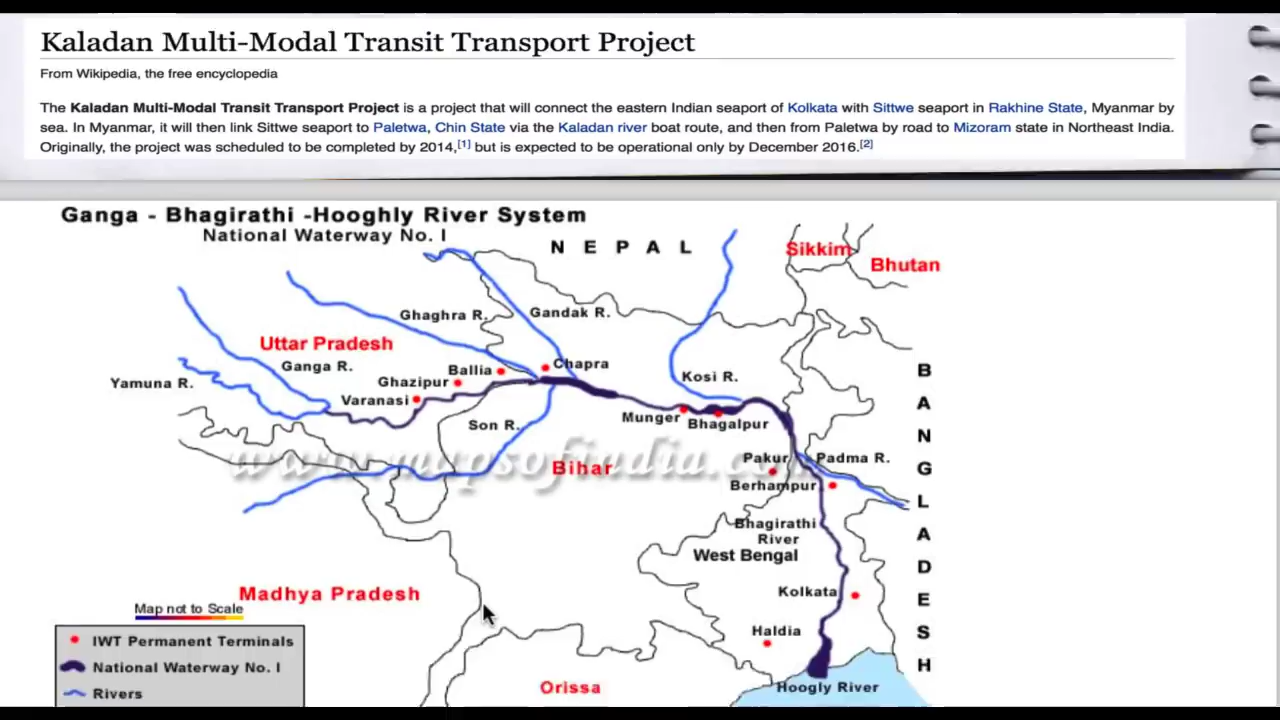 Kaladan Multi-Modal Transit Transport Project
From Wikipedia, the free encyclopedia
The Kaladan Multi-Modal Transit Transport Project is a project that will connect the eastern Indian seaport of Kolkata with Sittwe seaport in Rakhine State, Myanmar by
sea. In Myanmar, it will then link Sittwe seaport to Paletwa, Chin State via the Kaladan river boat route, and then from Paletwa by road to Mizoram state in Northeast India.
Originally, the project was scheduled to be completed by 2014,[1] but is expected to be operational only by December 2016.[2]
Ganga - Bhagirathi -Hooghly River System
National Waterway No. I
NEPAL
Sikkim
Bhutan
Ghaghra R.
Gandak R.
Uttar Pradesh
Ganga R.
Ballia
Chapra
Yamuna R.
Ghazipur
Kosi R.
Varanasi
Munger
Bhagalpur
Son R.
www.mapsofindia.com
Bihar
Pakur
Padma R.
Berhampur
Bhagirathi
River
West Bengal
BANGLADESH
Madhya Pradesh
Kolkata
Map not to Scale
Haldia
IWT Permanent Terminals
National Waterway No. I
Rivers
Orissa
Hoogly River